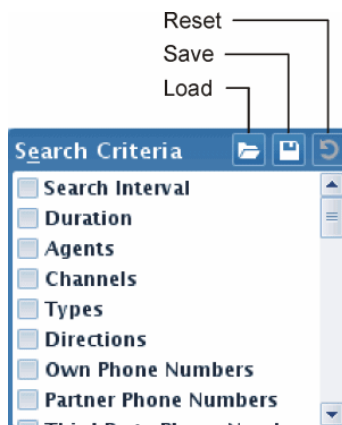 Reset
Save
Load
Search Criteria
Search Interval
Duration
Agents
Channels
Types
Directions
Own Phone Numbers
Partner Phone Numbers